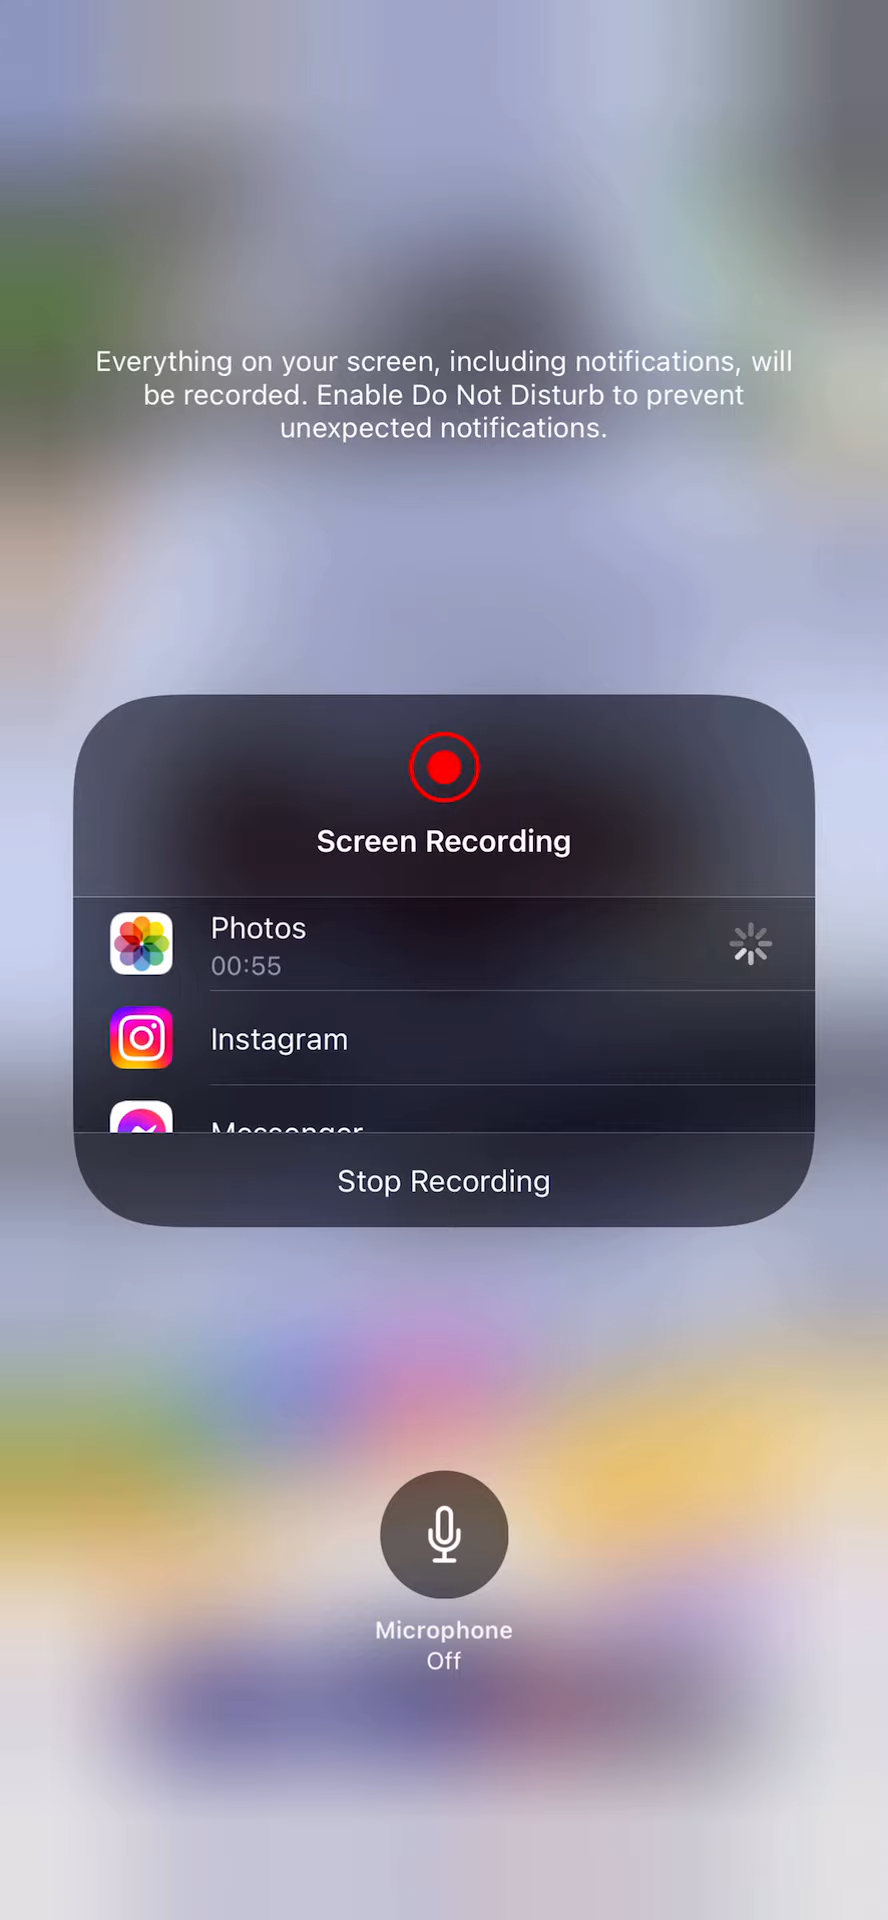 Everything on your screen, including notifications, will
be recorded. Enable Do Not Disturb to prevent
unexpected notifications.
Screen Recording
Photos
00:55
Instagram
Messenger
Stop Recording
Microphone
Off